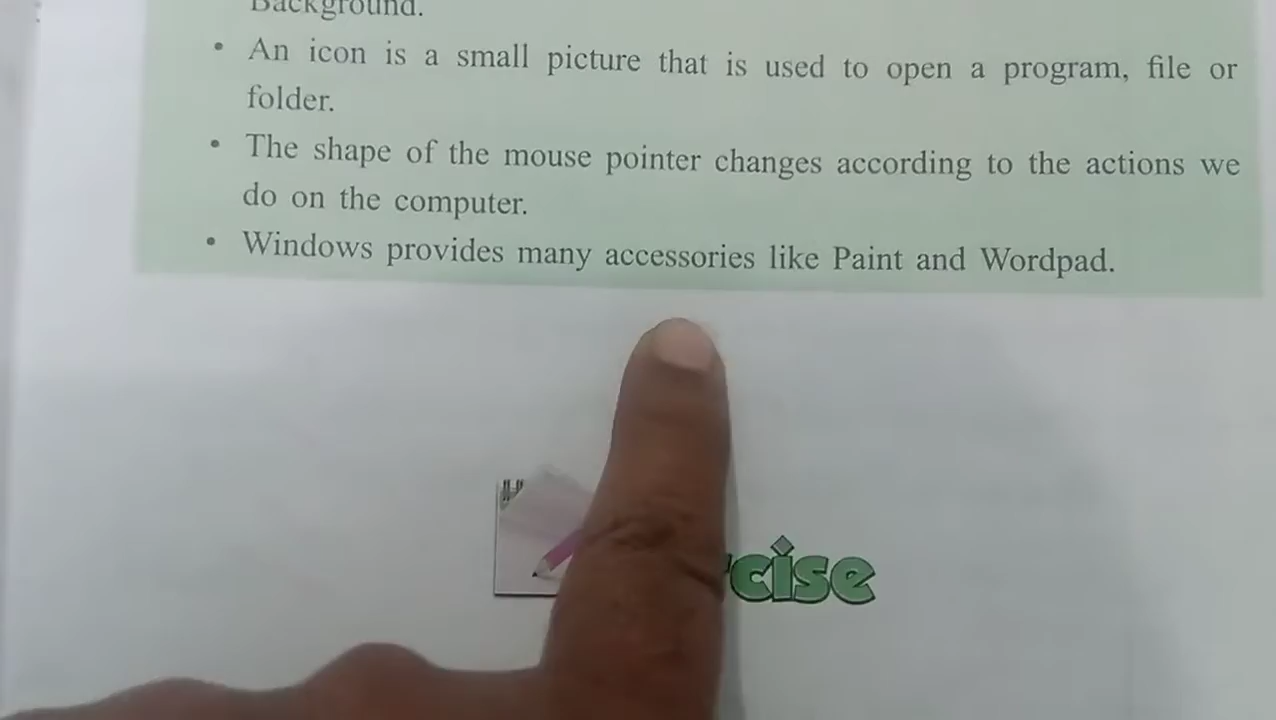 Background.
• An icon is a small picture that is used to open a program, file or
folder.
• The shape of the mouse pointer changes according to the actions we
do on the computer.
• Windows provides many accessories like Paint and Wordpad.
cise